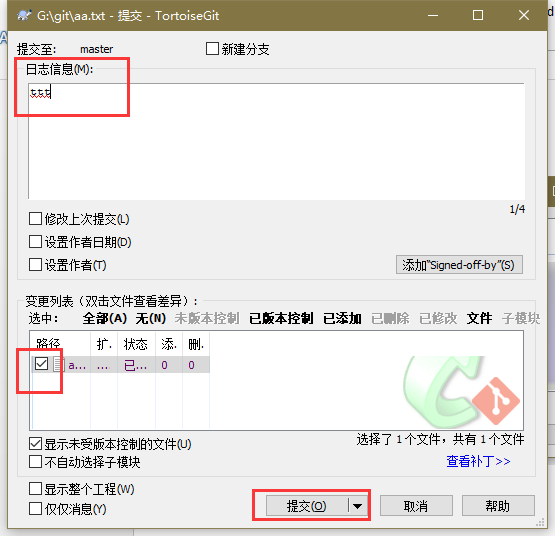 G:\git\aa.txt - 提交 - TortoiseGit
提交至: master 新建分支
日志信息(M):
1/4
修改上次提交(L)
设置作者日期(D)
设置作者(T)
添加“Signed-off-by”(S)
变更列表（双击文件查看差异）:
选中: 全部(A) 无(N) 未版本控制 已版本控制 已添加 已删除 已修改 文件 子模块
路径 扩. 状态 添. 删.
a... ... 已... 0 0
显示未受版本控制的文件(U)
选择了 1 个文件，共有 1 个文件
不自动选择子模块
查看补丁>>
显示整个工程(W)
仅仅消息(Y)
提交(O) 取消 帮助